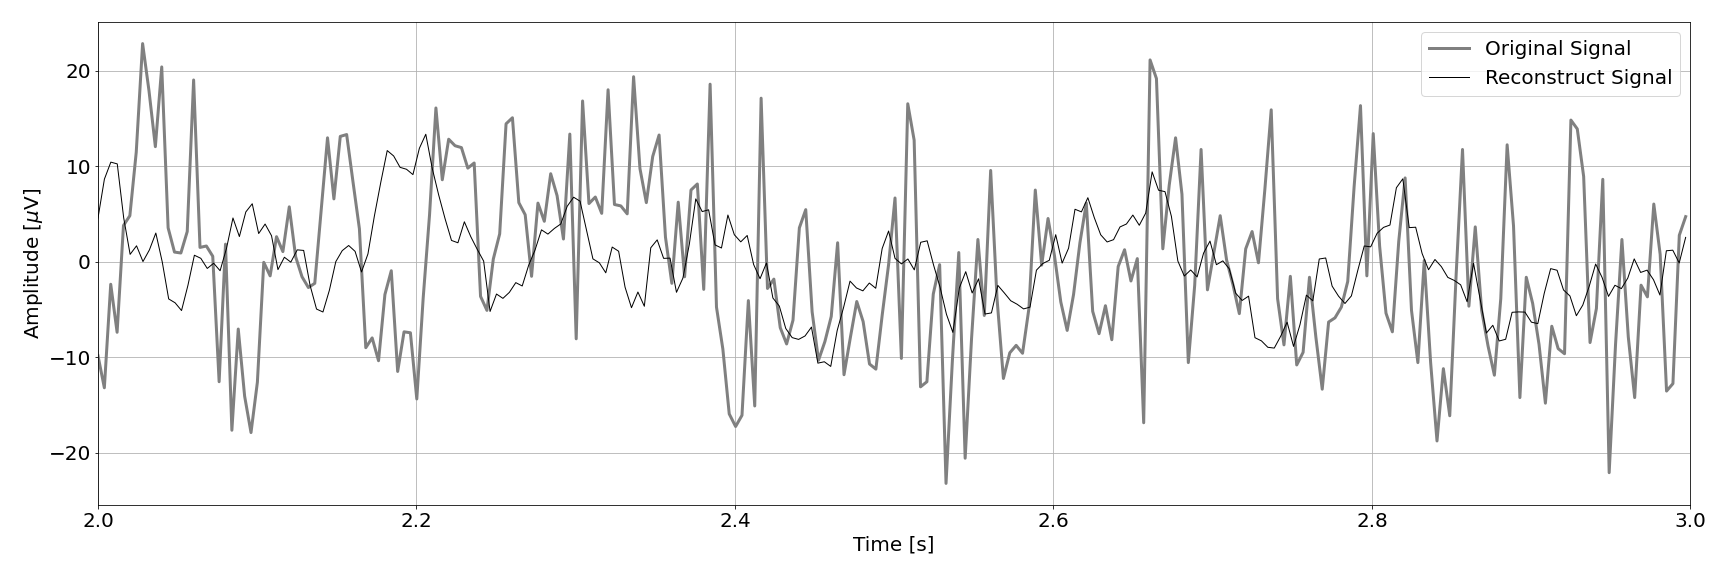 Original Signal
Reconstruct Signal
Amplitude [μV]
20
10
0
−10
−20
2.0 2.2 2.4 2.6 2.8 3.0
Time [s]